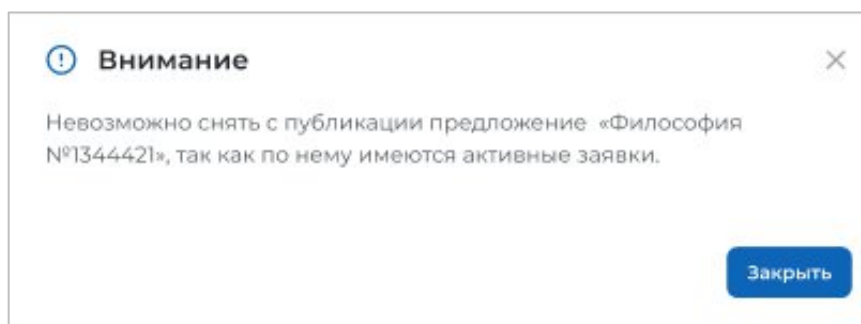 Внимание
Невозможно снять с публикации предложение «Философия
№1344421», так как по нему имеются активные заявки.
Закрыть